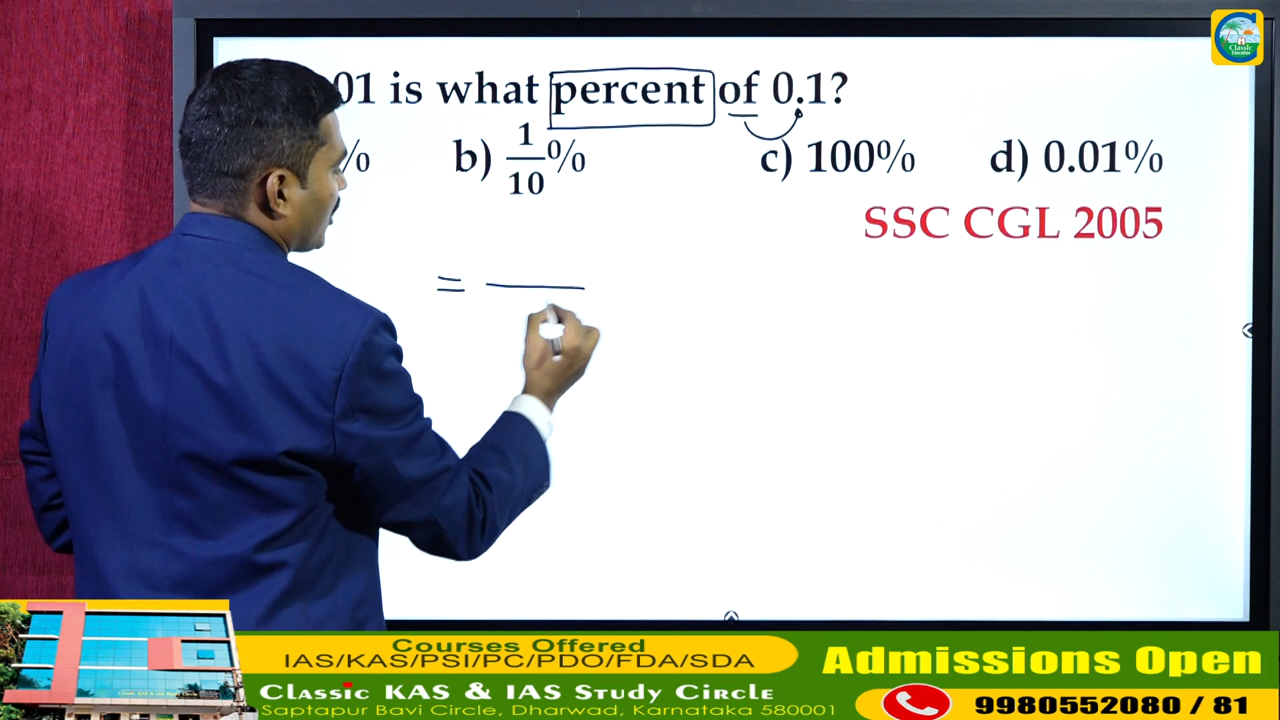 01 is what percent of 0.1?
% b) 1/10 % c) 100% d) 0.01%
SSC CGL 2005
=
Classic
Education
Courses Offered
IAS/KAS/PSI/PC/PDO/FDA/SDA
Classic KAS & IAS Study Circle
Saptapur Bavi Circle, Dharwad, Karnataka 580001
Admissions Open
9980552080 / 81